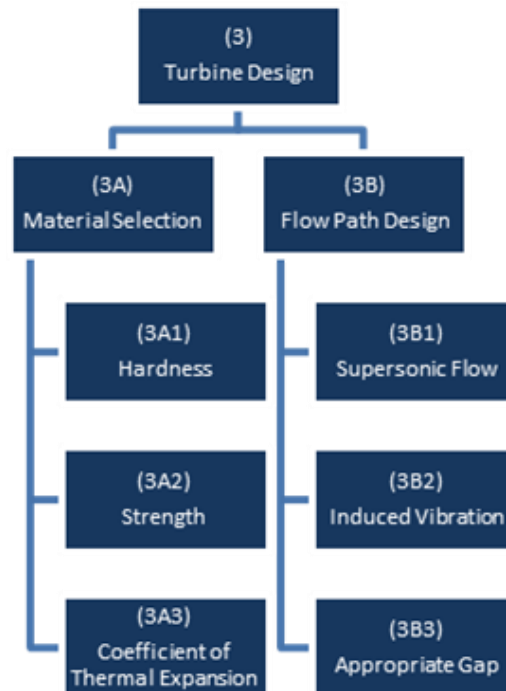 (3)
Turbine Design
(3A)
Material Selection
(3B)
Flow Path Design
(3A1)
Hardness
(3B1)
Supersonic Flow
(3A2)
Strength
(3B2)
Induced Vibration
(3A3)
Coefficient of
Thermal Expansion
(3B3)
Appropriate Gap